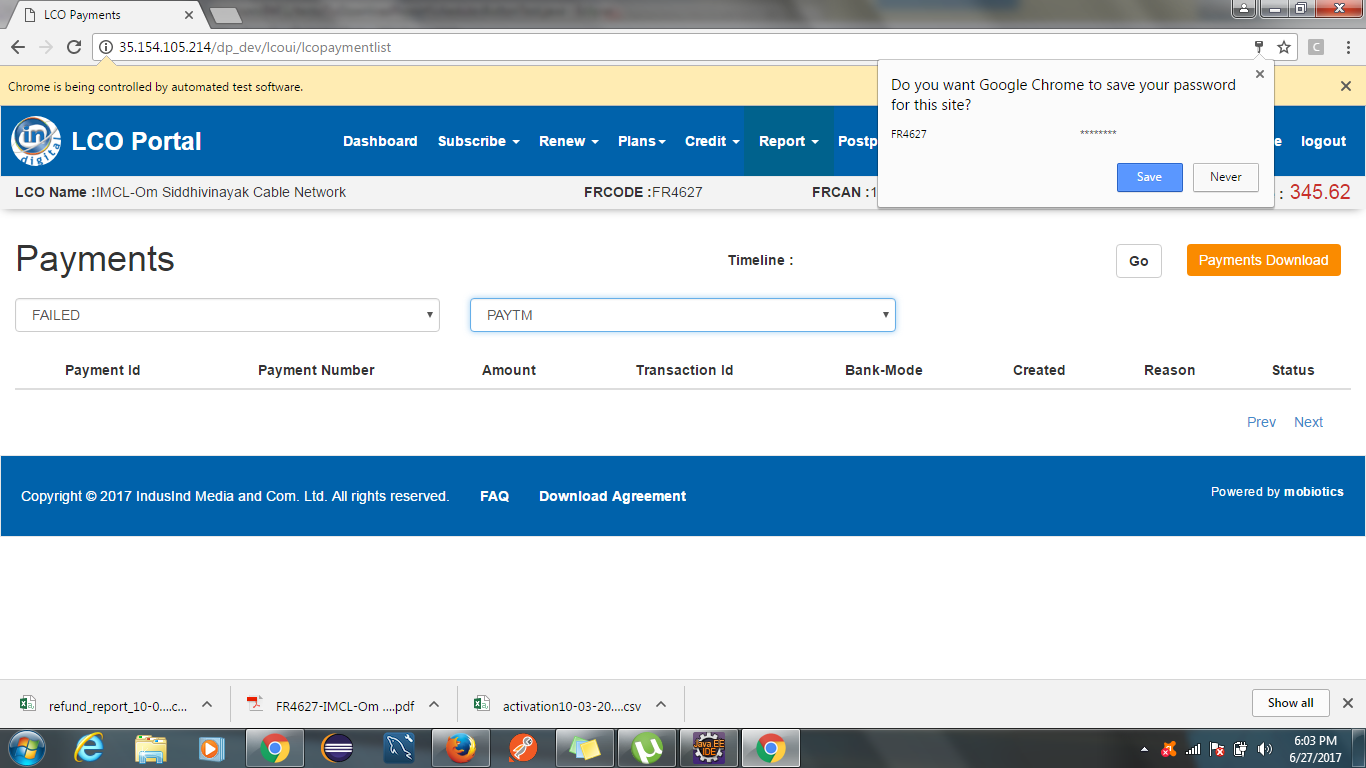 LCO Payments
35.154.105.214/dp_dev/lcoui/lcopaymentlist
C
Chrome is being controlled by automated test software.
Do you want Google Chrome to save your password
for this site?
FR4627 ********
Save Never
in digital
LCO Portal Dashboard Subscribe Renew Plans Credit Report Postp e logout
LCO Name :IMCL-Om Siddhivinayak Cable Network FRCODE :FR4627 FRCAN :1 : 345.62
Payments Timeline : Go Payments Download
FAILED PAYTM
Payment Id Payment Number Amount Transaction Id Bank-Mode Created Reason Status
Prev Next
Copyright © 2017 IndusInd Media and Com. Ltd. All rights reserved. FAQ Download Agreement Powered by mobiotics
refund_report_10-0....c... FR4627-IMCL-Om ....pdf activation10-03-20....csv Show all
Java EE
IDE
6:03 PM
6/27/2017